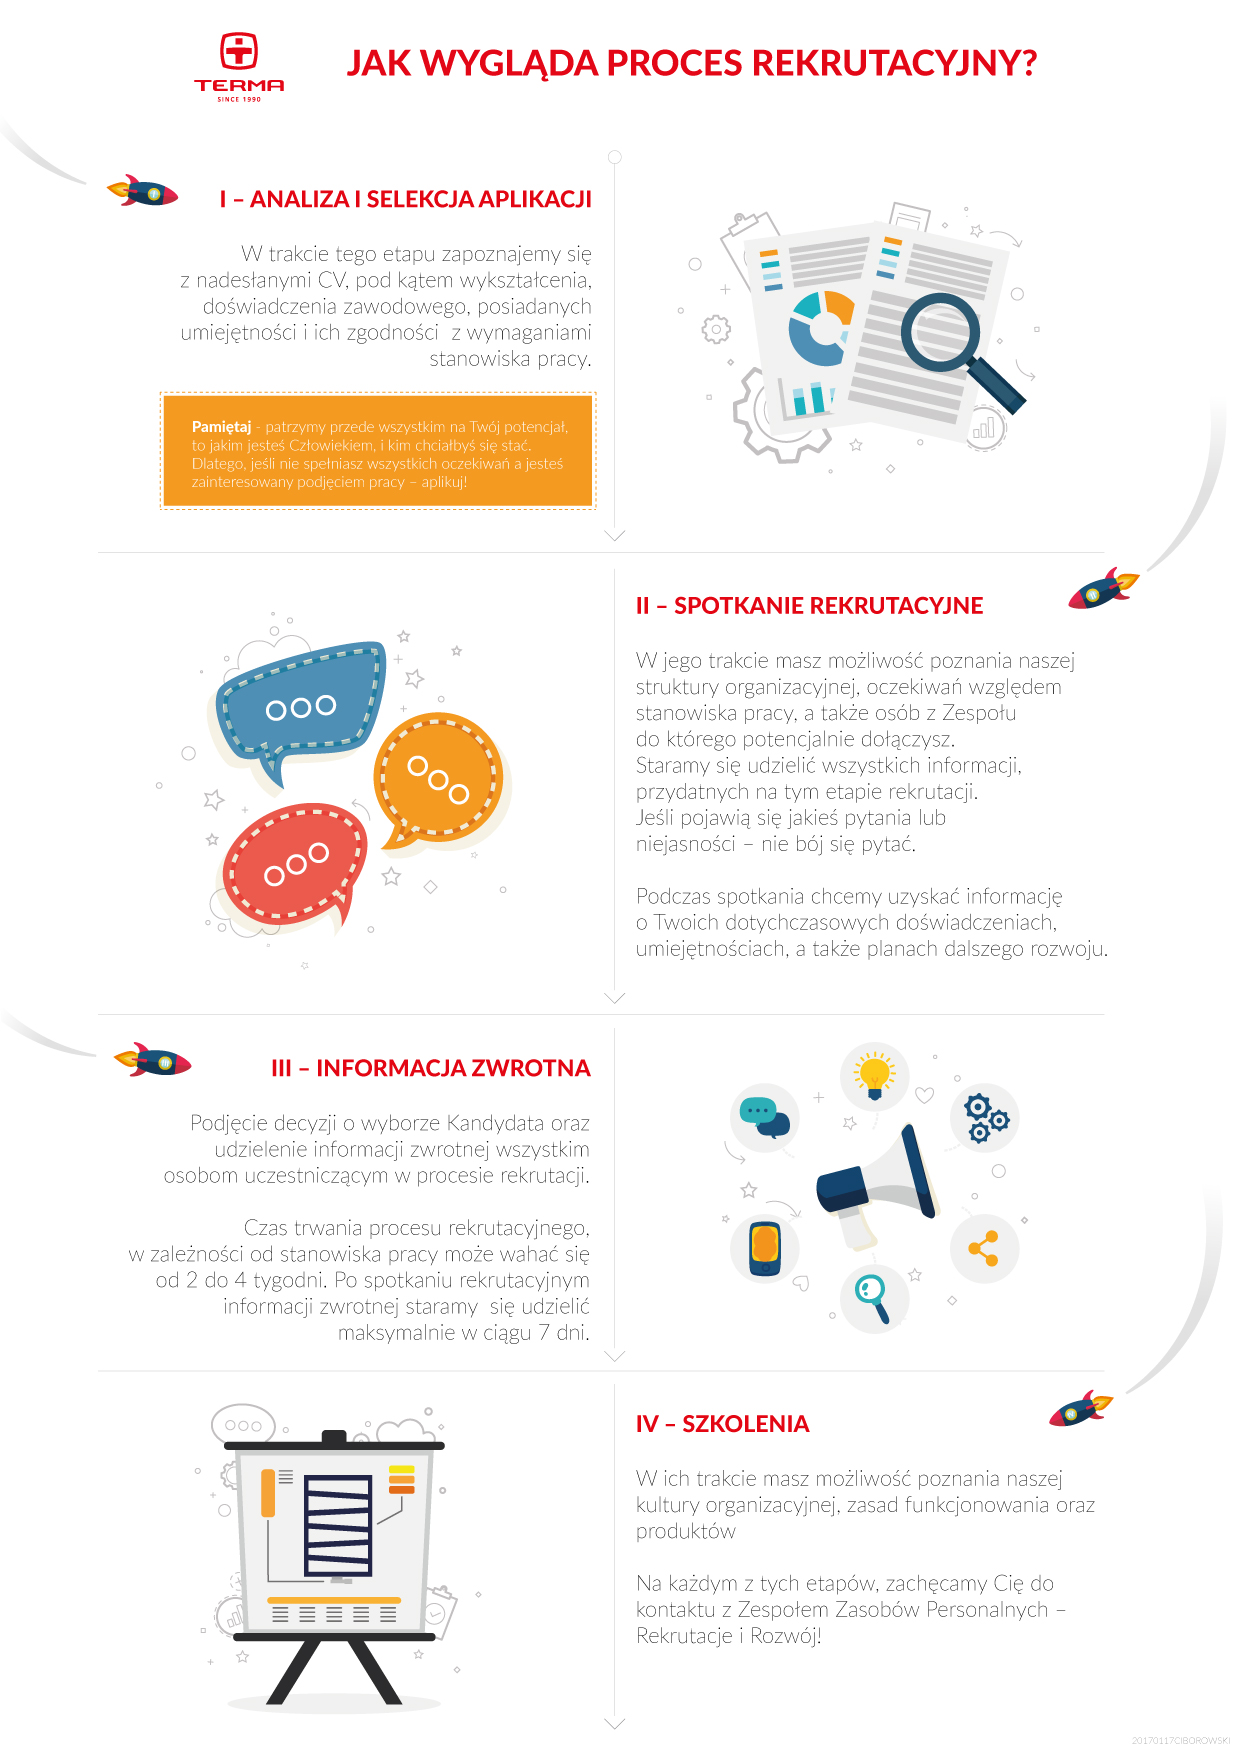 TERMA
SINCE 1990
JAK WYGLĄDA PROCES REKRUTACYJNY?
I – ANALIZA I SELEKCJA APLIKACJI
W trakcie tego etapu zapoznajemy się
z nadesłanymi CV, pod kątem wykształcenia,
doświadczenia zawodowego, posiadanych
umiejętności i ich zgodności z wymaganiami
stanowiska pracy.
Pamiętaj - patrzymy przede wszystkim na Twój potencjał,
to jakim jesteś Człowiekiem, i kim chciałbyś się stać.
Dlatego, jeśli nie spełniasz wszystkich oczekiwań a jesteś
zainteresowany podjęciem pracy – aplikuj!
II – SPOTKANIE REKRUTACYJNE
W jego trakcie masz możliwość poznania naszej
struktury organizacyjnej, oczekiwań względem
stanowiska pracy, a także osób z Zespołu
do którego potencjalnie dołączysz.
Staramy się udzielić wszystkich informacji,
przydatnych na tym etapie rekrutacji.
Jeśli pojawią się jakieś pytania lub
niejasności – nie bój się pytać.
Podczas spotkania chcemy uzyskać informację
o Twoich dotychczasowych doświadczeniach,
umiejętnościach, a także planach dalszego rozwoju.
III – INFORMACJA ZWROTNA
Podjęcie decyzji o wyborze Kandydata oraz
udzielenie informacji zwrotnej wszystkim
osobom uczestniczącym w procesie rekrutacji.
Czas trwania procesu rekrutacyjnego,
w zależności od stanowiska pracy może wahać się
od 2 do 4 tygodni. Po spotkaniu rekrutacyjnym
informacji zwrotnej staramy się udzielić
maksymalnie w ciągu 7 dni.
IV – SZKOLENIA
W ich trakcie masz możliwość poznania naszej
kultury organizacyjnej, zasad funkcjonowania oraz
produktów
Na każdym z tych etapów, zachęcamy Cię do
kontaktu z Zespołem Zasobów Personalnych –
Rekrutacje i Rozwój!
20170117CIBOROWSKI